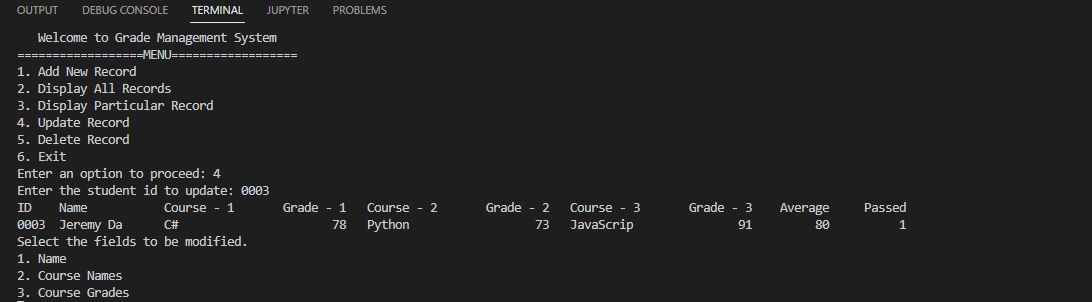 OUTPUT DEBUG CONSOLE TERMINAL JUPYTER PROBLEMS
Welcome to Grade Management System
==================MENU==================
1. Add New Record
2. Display All Records
3. Display Particular Record
4. Update Record
5. Delete Record
6. Exit
Enter an option to proceed: 4
Enter the student id to update: 0003
ID Name Course - 1 Grade - 1 Course - 2 Grade - 2 Course - 3 Grade - 3 Average Passed
0003 Jeremy Da C# 78 Python 73 JavaScrip 91 80 1
Select the fields to be modified.
1. Name
2. Course Names
3. Course Grades